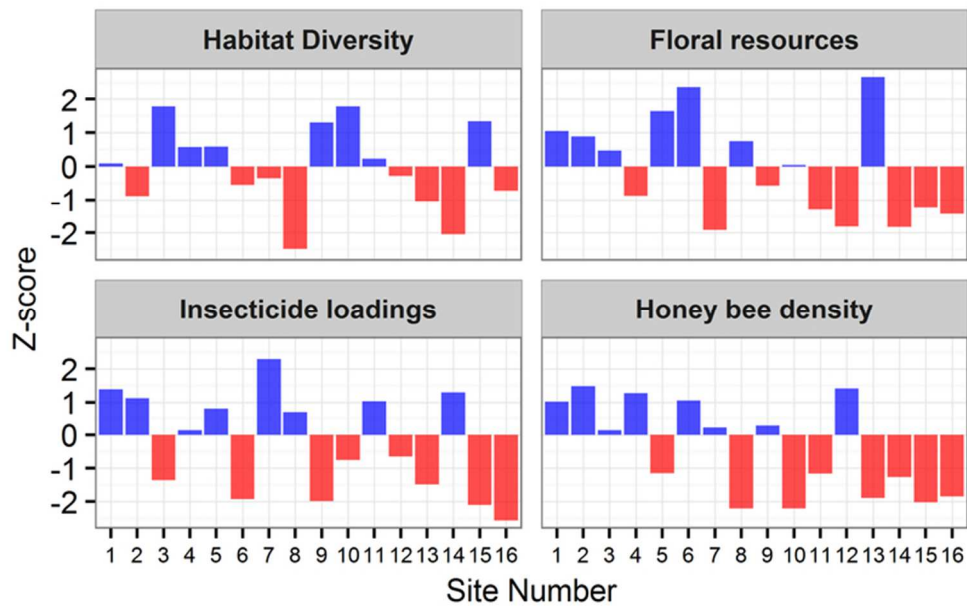 Habitat Diversity
Floral resources
2
1
0
-1
-2
Z-score
Insecticide loadings
Honey bee density
2
1
0
-1
-2
1 2 3 4 5 6 7 8 9 10 11 12 13 14 15 16
1 2 3 4 5 6 7 8 9 10 11 12 13 14 15 16
Site Number